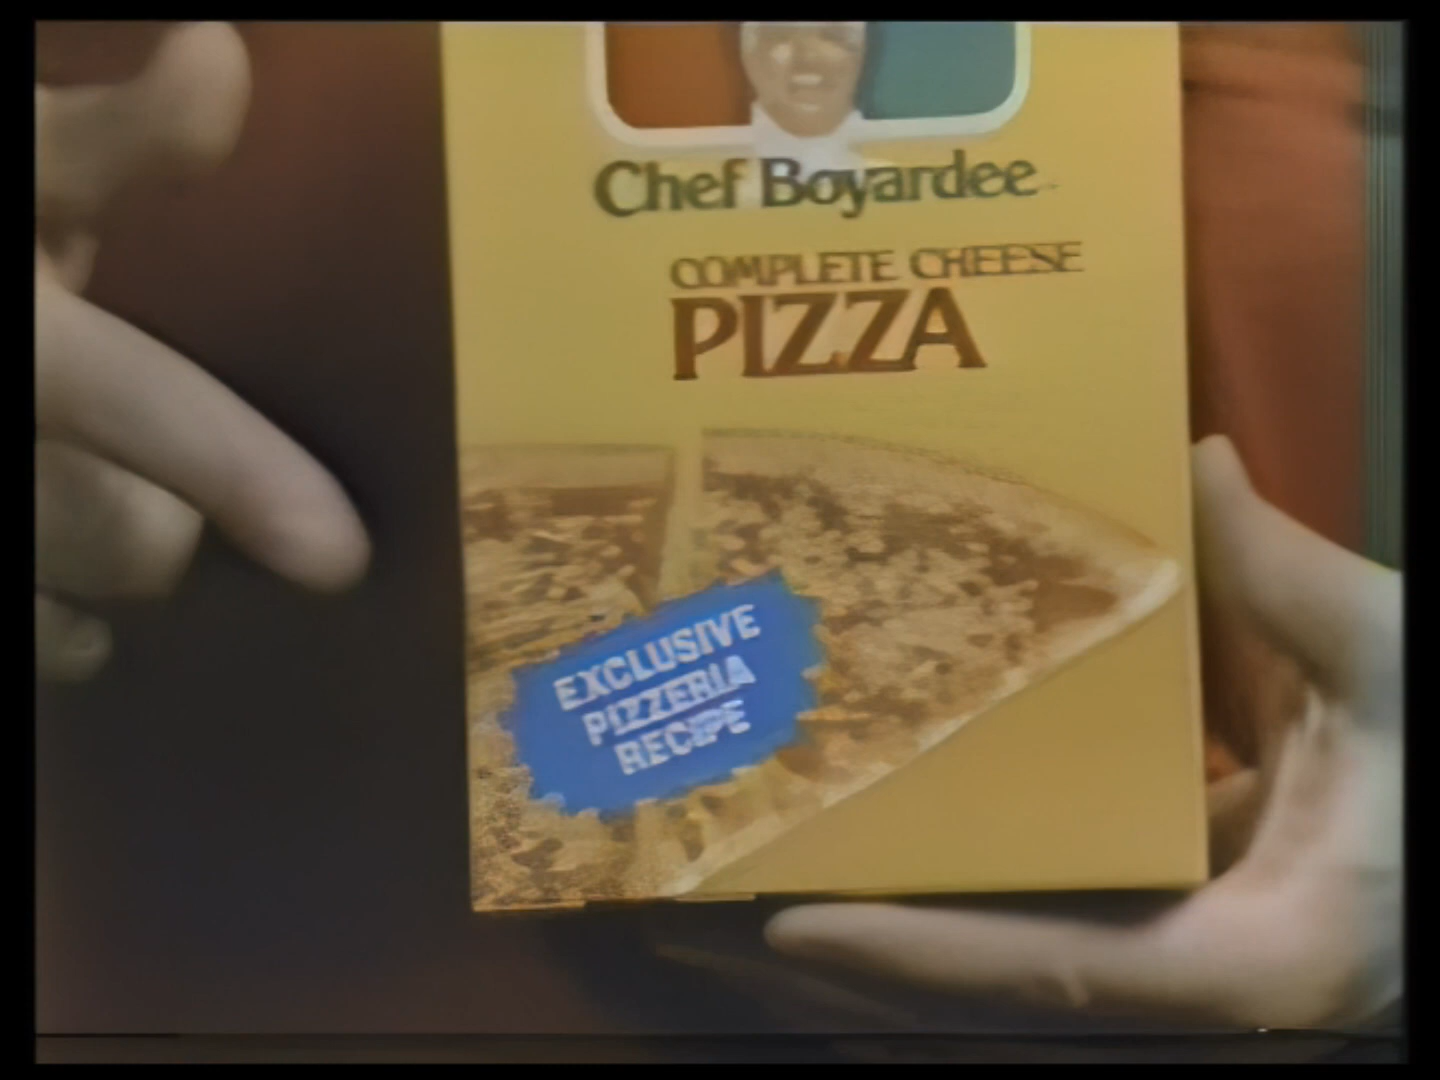 Chef Boyardee
COMPLETE CHEESE
PIZZA
EXCLUSIVE
PIZZERIA
RECIPE